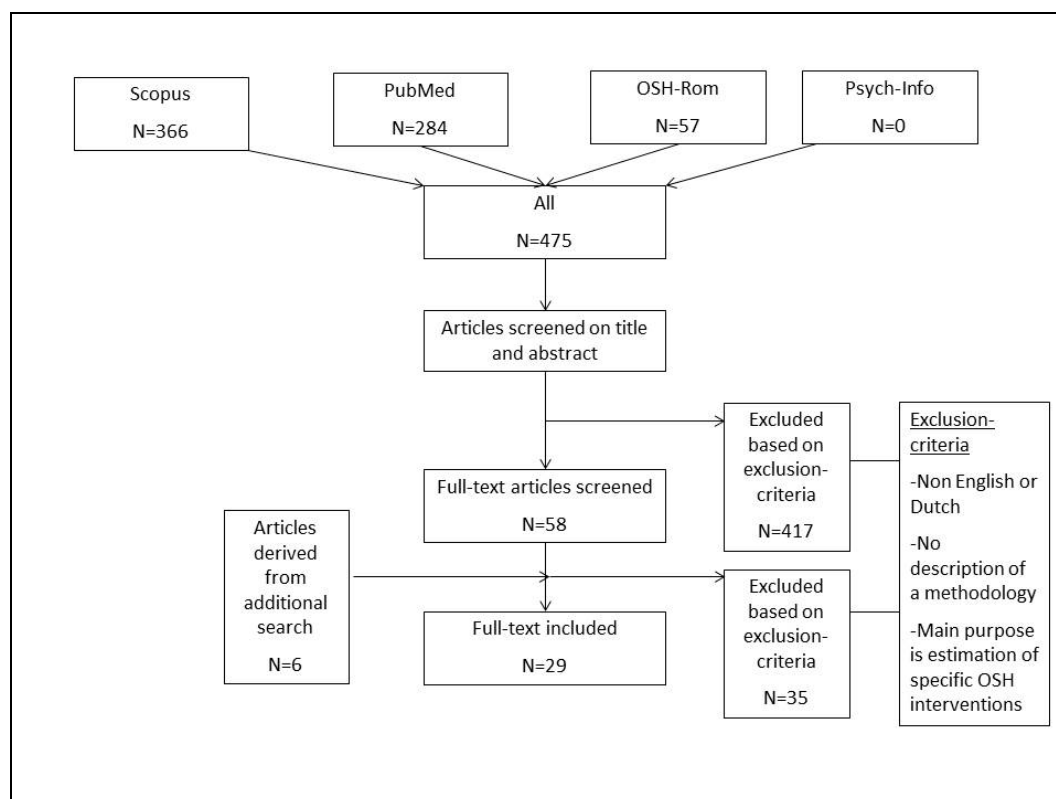 Scopus
N=366
PubMed
N=284
OSH-Rom
N=57
Psych-Info
N=0
All
N=475
Articles screened on title
and abstract
Excluded
based on
exclusion-
criteria
N=417
Exclusion-
criteria
-Non English or
Dutch
-No
description of
a methodology
-Main purpose
is estimation of
specific OSH
interventions
Full-text articles screened
N=58
Articles
derived
from
additional
search
N=6
Excluded
based on
exclusion-
criteria
N=35
Full-text included
N=29